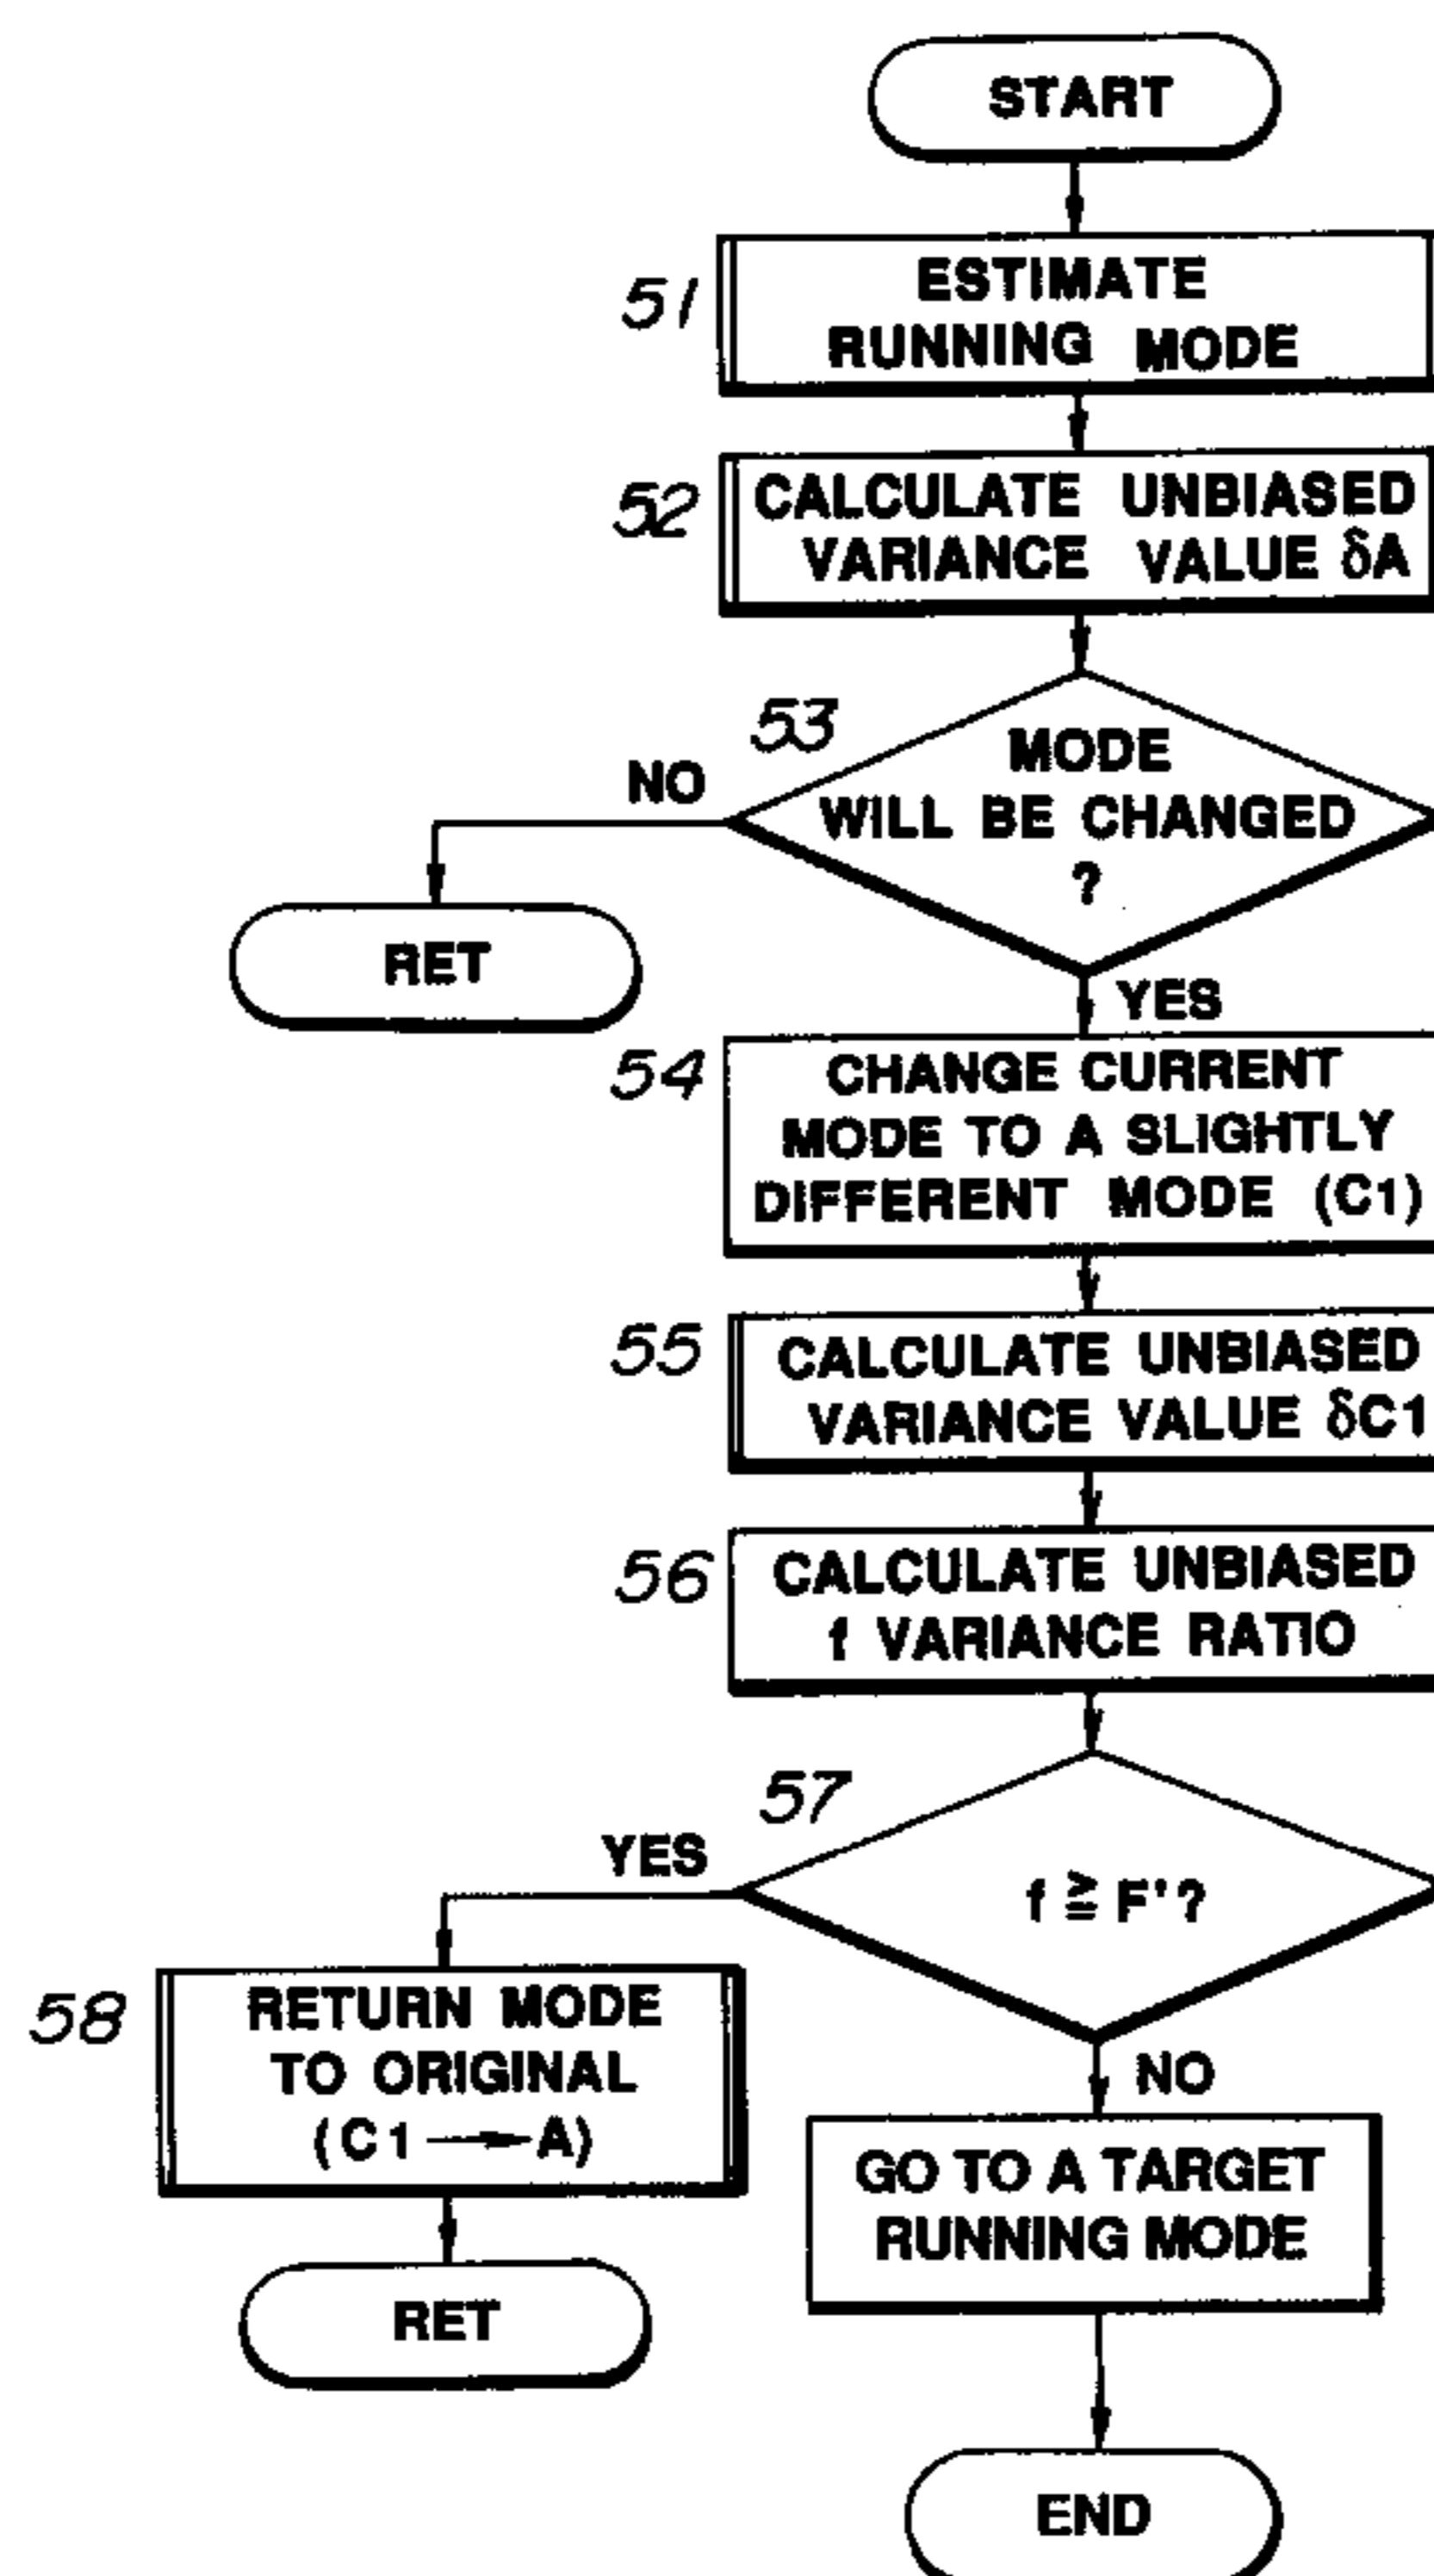 START
51
ESTIMATE
RUNNING MODE
52
CALCULATE UNBIASED
VARIANCE VALUE δA
53
MODE
WILL BE CHANGED
?
NO
RET
YES
54
CHANGE CURRENT
MODE TO A SLIGHTLY
DIFFERENT MODE (C1)
55
CALCULATE UNBIASED
VARIANCE VALUE δC1
56
CALCULATE UNBIASED
f VARIANCE RATIO
57
f ≧ F'?
YES
58
RETURN MODE
TO ORIGINAL
(C1 → A)
RET
NO
GO TO A TARGET
RUNNING MODE
END